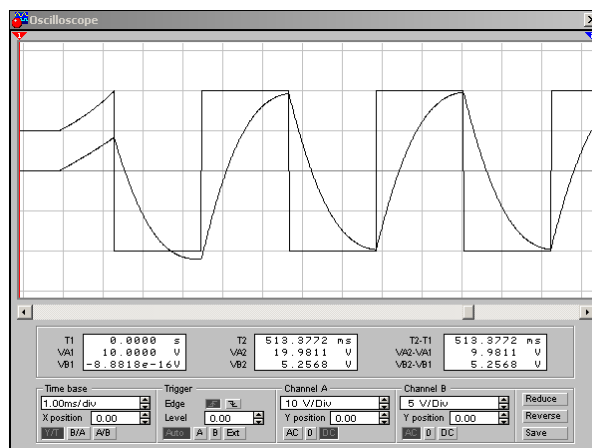 Oscilloscope
1
T1 0.0000 s T2 513.3772 ms T2-T1 513.3772 ms
VA1 10.0000 V VA2 19.9811 V VA2-VA1 9.9811 V
VB1 -8.8818e-16V VB2 5.2568 V VB2-VB1 5.2568 V
Time base Trigger Channel A Channel B
1.00ms/div Edge 10 V/Div 5 V/Div Reduce
X position 0.00 Level 0.00 Y position 0.00 Y position 0.00 Reverse
Y/T B/A A/B Auto A B Ext AC 0 DC AC 0 DC Save